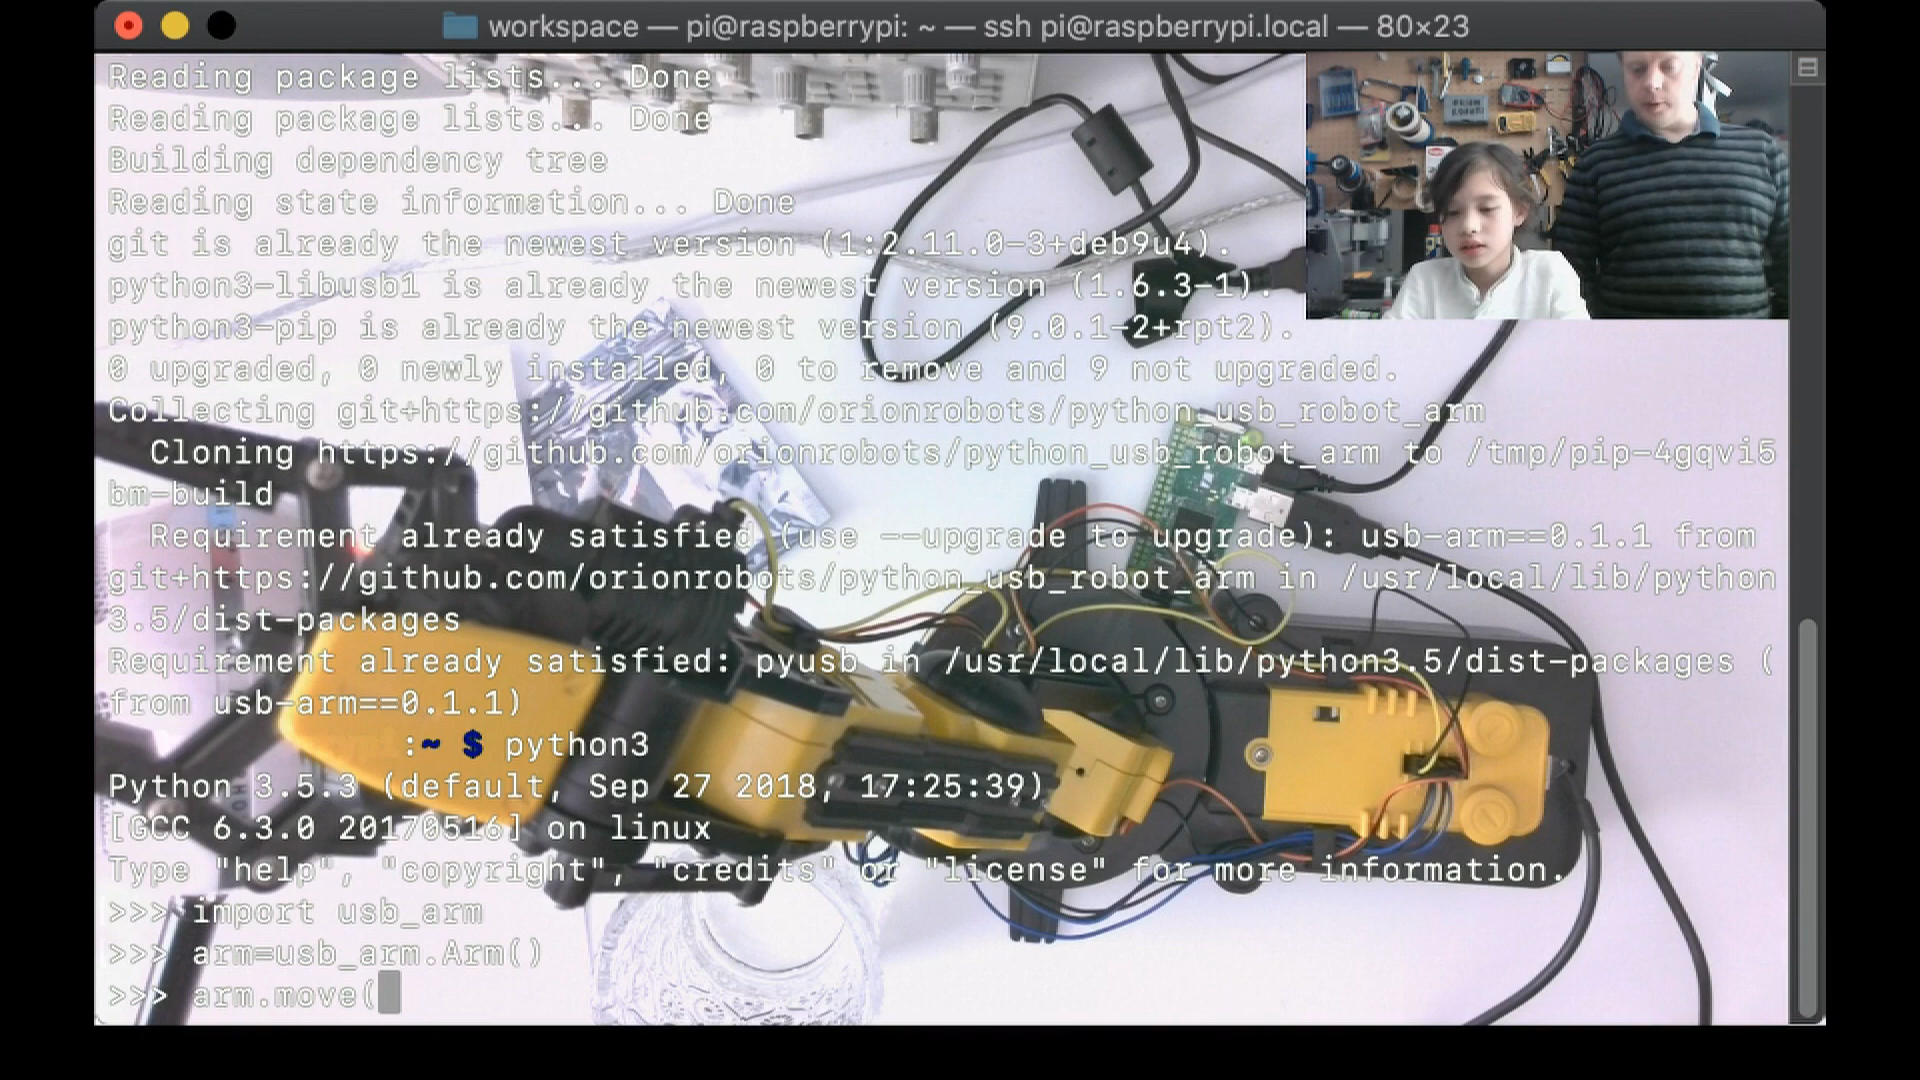 workspace — pi@raspberrypi: ~ — ssh pi@raspberrypi.local — 80×23
Reading package lists... Done
Reading package lists... Done
Building dependency tree
Reading state information... Done
git is already the newest version (1:2.11.0-3+deb9u4).
python3-libusb1 is already the newest version (1.6.3-1).
python3-pip is already the newest version (9.0.1-2+rpt2).
0 upgraded, 0 newly installed, 0 to remove and 9 not upgraded.
Collecting git+https://github.com/orionrobots/python_usb_robot_arm
Cloning https://github.com/orionrobots/python_usb_robot_arm to /tmp/pip-4gqvi5
bm-build
Requirement already satisfied (use --upgrade to upgrade): usb-arm==0.1.1 from
git+https://github.com/orionrobots/python_usb_robot_arm in /usr/local/lib/python
3.5/dist-packages
Requirement already satisfied: pyusb in /usr/local/lib/python3.5/dist-packages (
from usb-arm==0.1.1)
:~ $ python3
Python 3.5.3 (default, Sep 27 2018, 17:25:39)
[GCC 6.3.0 20170516] on linux
Type "help", "copyright", "credits" or "license" for more information.
>>> import usb_arm
>>> arm=usb_arm.Arm()
>>> arm.move(